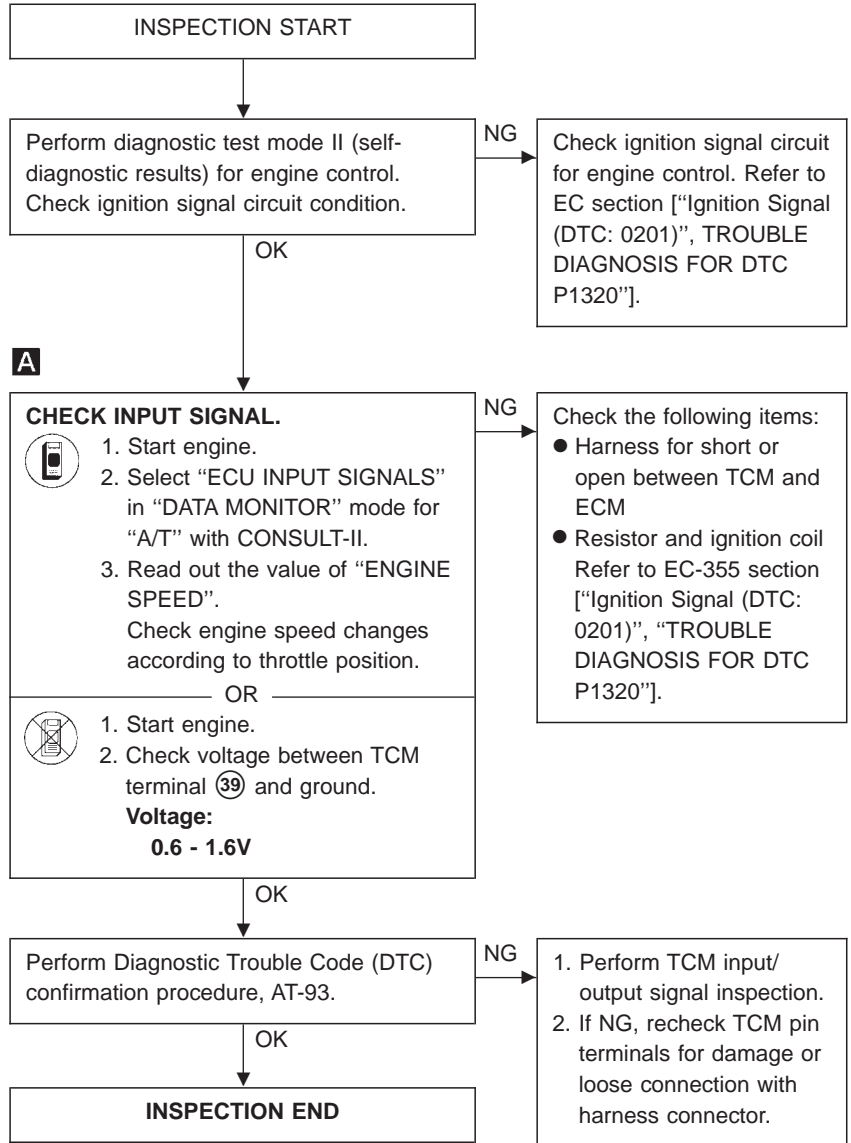 INSPECTION START
Perform diagnostic test mode II (self-
diagnostic results) for engine control.
Check ignition signal circuit condition.
NG
Check ignition signal circuit
for engine control. Refer to
EC section [‘‘Ignition Signal
(DTC: 0201)’’, TROUBLE
DIAGNOSIS FOR DTC
P1320’’].
OK
A
CHECK INPUT SIGNAL.
1. Start engine.
2. Select ‘‘ECU INPUT SIGNALS’’
in ‘‘DATA MONITOR’’ mode for
‘‘A/T’’ with CONSULT-II.
3. Read out the value of ‘‘ENGINE
SPEED’’.
Check engine speed changes
according to throttle position.
OR
1. Start engine.
2. Check voltage between TCM
terminal 39 and ground.
Voltage:
0.6 - 1.6V
NG
Check the following items:
● Harness for short or
open between TCM and
ECM
● Resistor and ignition coil
Refer to EC-355 section
[‘‘Ignition Signal (DTC:
0201)’’, ‘‘TROUBLE
DIAGNOSIS FOR DTC
P1320’’].
OK
Perform Diagnostic Trouble Code (DTC)
confirmation procedure, AT-93.
NG
1. Perform TCM input/
output signal inspection.
2. If NG, recheck TCM pin
terminals for damage or
loose connection with
harness connector.
OK
INSPECTION END